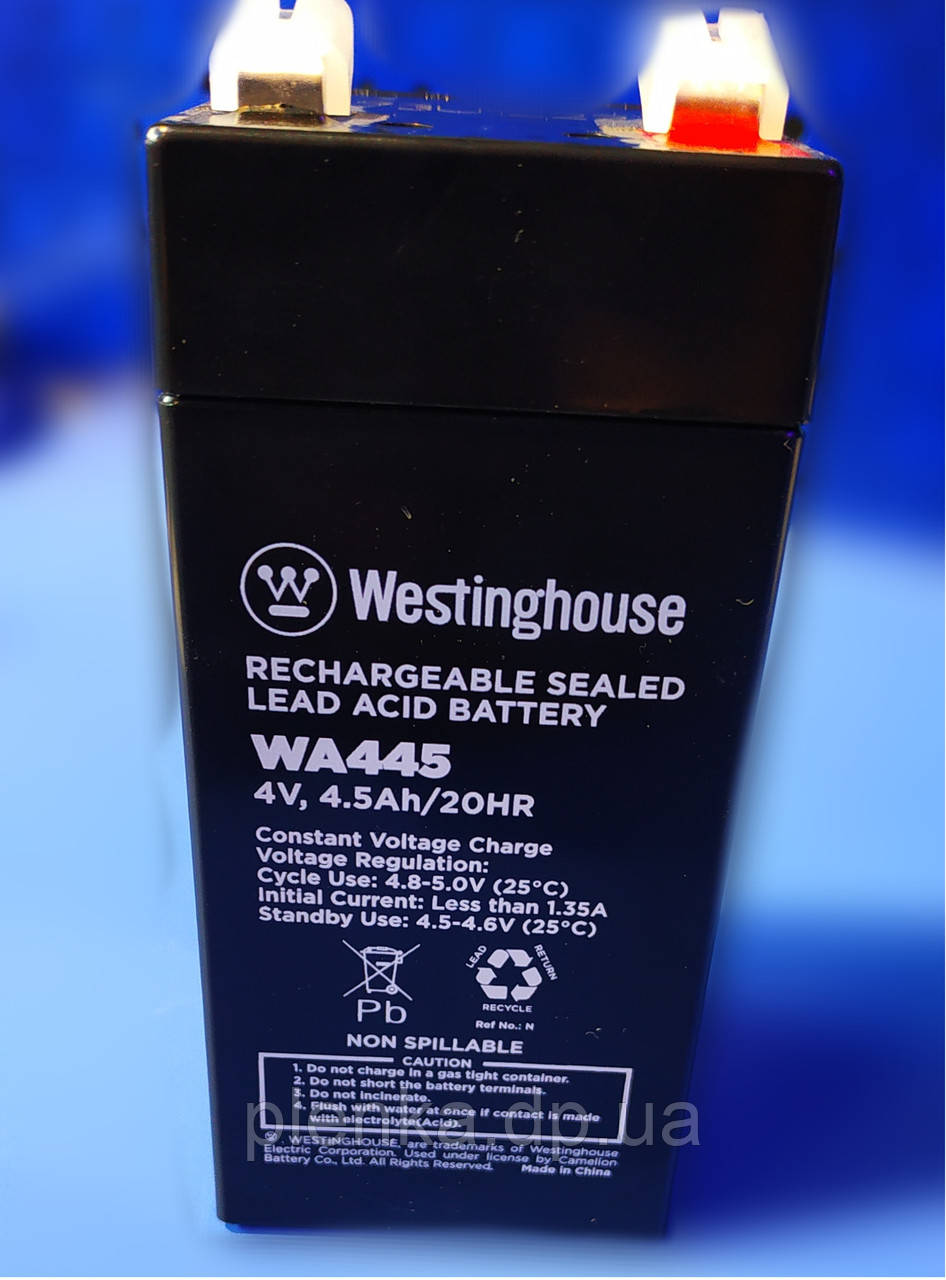 Westinghouse
RECHARGEABLE SEALED
LEAD ACID BATTERY
WA445
4V, 4.5Ah/20HR
Constant Voltage Charge
Voltage Regulation:
Cycle Use: 4.8-5.0V (25°C)
Initial Current: Less than 1.35A
Standby Use: 4.5-4.6V (25°C)
Pb
LEAD RETURN
RECYCLE
Ref No.: N
NON SPILLABLE
CAUTION
1. Do not charge in a gas tight container.
2. Do not short the battery terminals.
3. Do not incinerate.
4. Flush with water at once if contact is made
with electrolyte(Acid).
plenka.dp.ua
WESTINGHOUSE, are trademarks of Westinghouse
Electric Corporation. Used under license by Camelion
Battery Co., Ltd. All Rights Reserved. Made in China